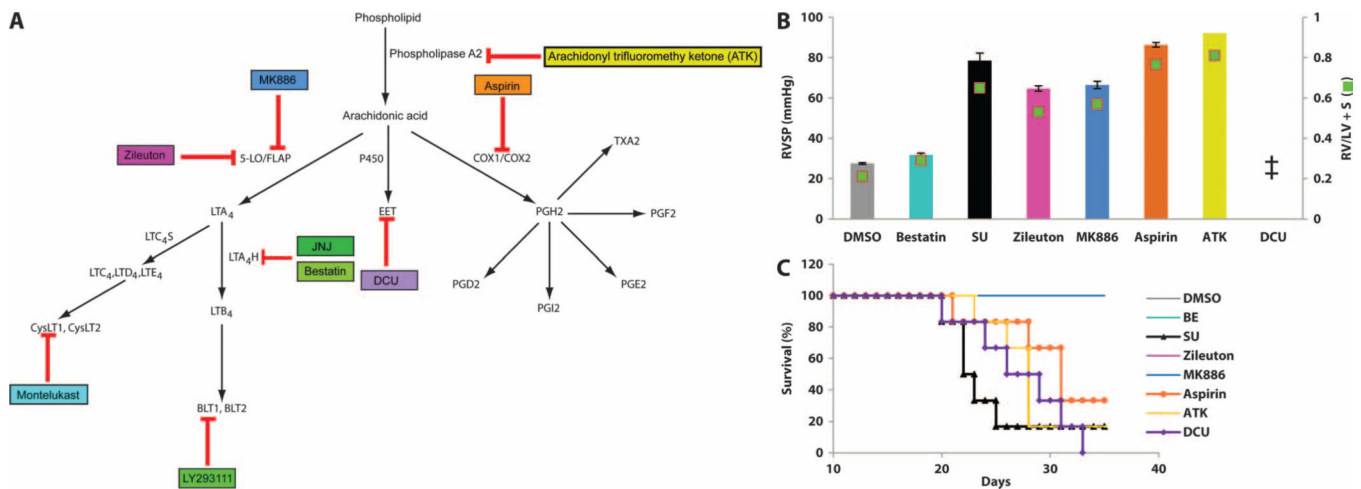 A
Phospholipid
Phospholipase A2
Arachidonyl trifluoromethy ketone (ATK)
MK886
Aspirin
Arachidonic acid
Zileuton
5-LO/FLAP
P450
COX1/COX2
TXA2
LTA4
EET
PGH2
PGF2
LTC4S
LTA4H
JNJ
Bestatin
DCU
LTC4,LTD4,LTE4
PGD2
PGE2
PGI2
LTB4
CysLT1, CysLT2
Montelukast
BLT1, BLT2
LY293111
B
RVSP (mmHg)
100
80
60
40
20
0
1
0.8
0.6
0.4
0.2
0
RV/LV + S ( )
‡
DMSO Bestatin SU Zileuton MK886 Aspirin ATK DCU
C
Survival (%)
120
100
80
60
40
20
0
10 20 30 40
Days
DMSO
BE
SU
Zileuton
MK886
Aspirin
ATK
DCU